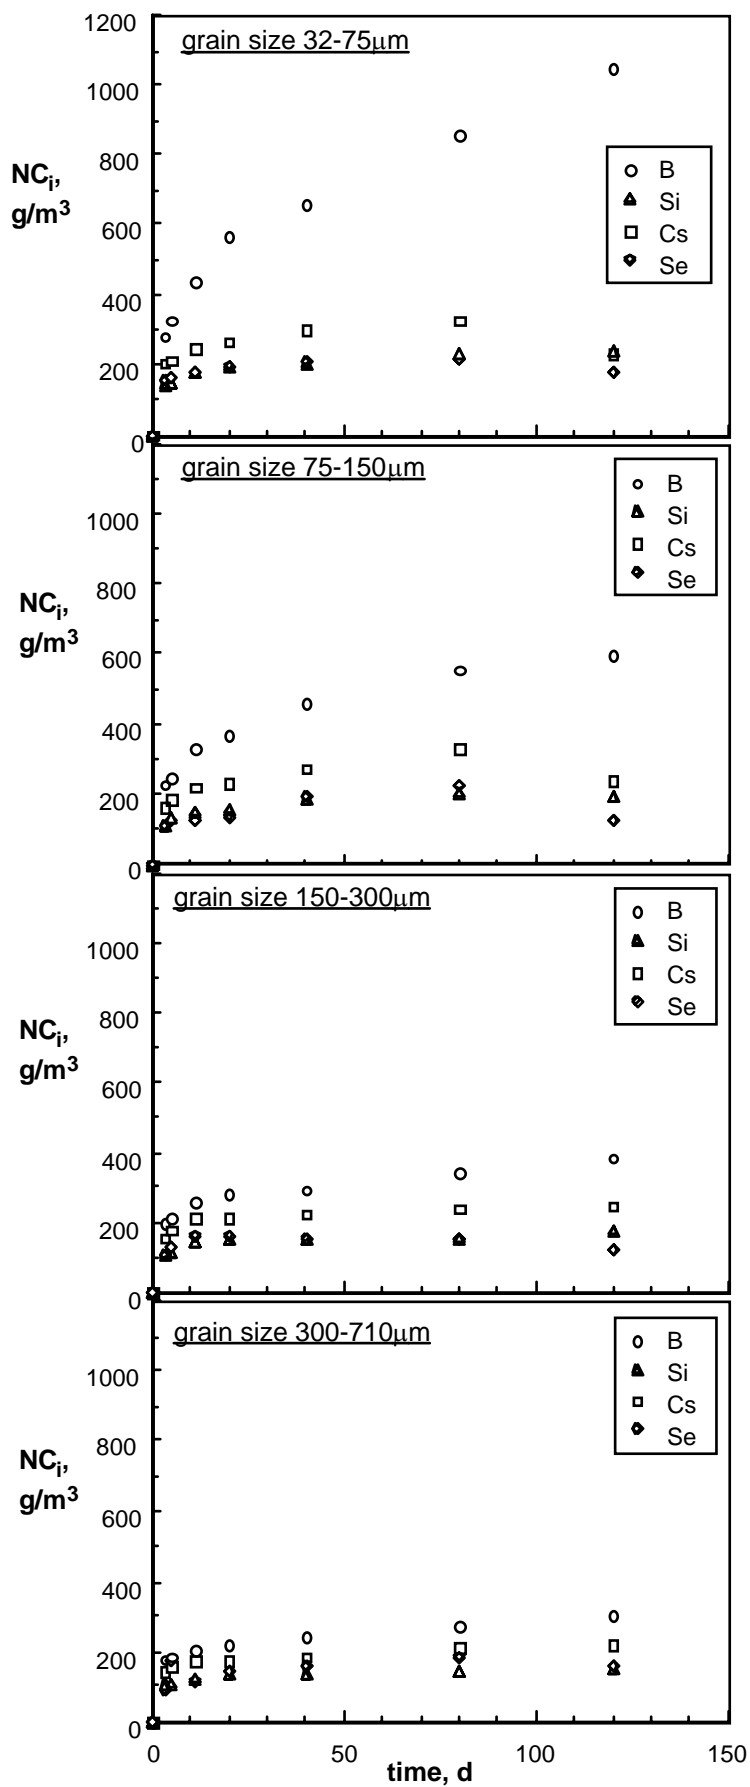 1200
grain size 32-75μm
1000
800
NCi,
g/m3
600
400
200
0
B
Si
Cs
Se
grain size 75-150μm
1000
800
NCi,
g/m3
600
400
200
0
B
Si
Cs
Se
grain size 150-300μm
1000
800
NCi,
g/m3
600
400
200
0
B
Si
Cs
Se
grain size 300-710μm
1000
800
NCi,
g/m3
600
400
200
0
B
Si
Cs
Se
0 50 100 150
time, d